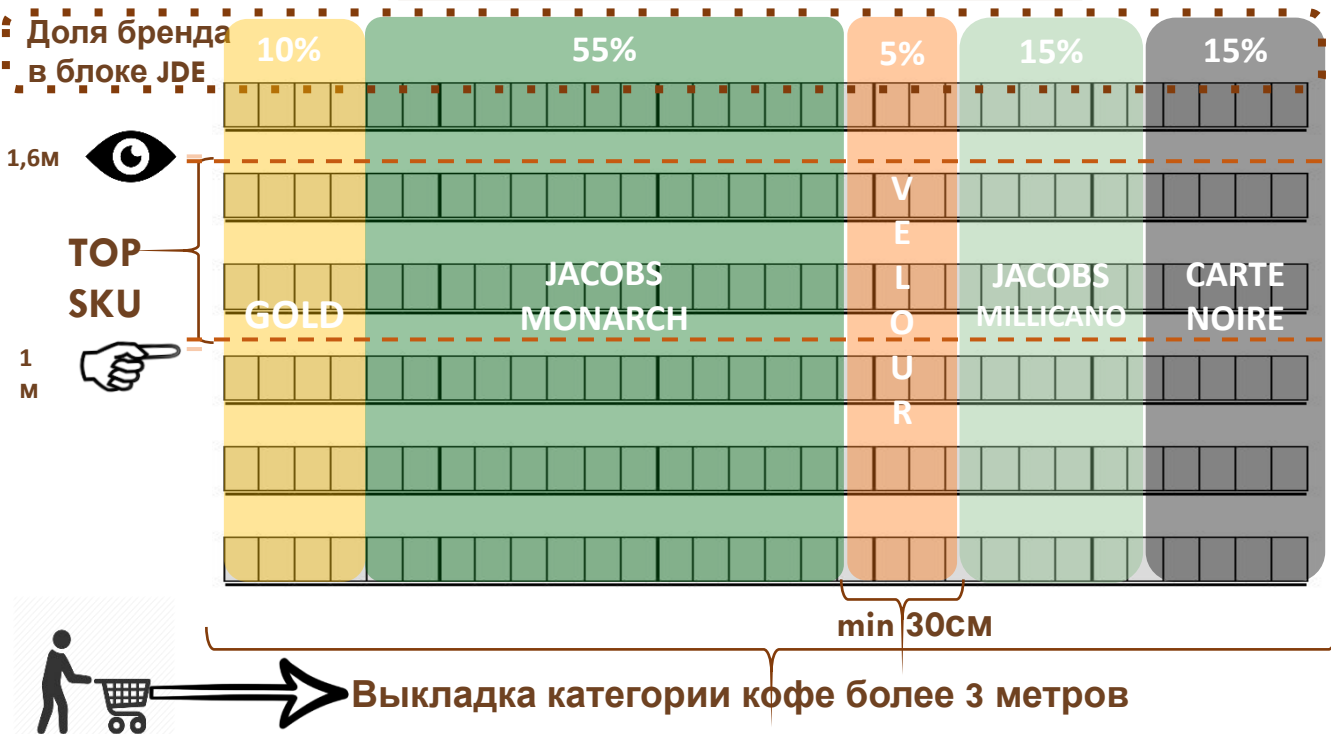 Доля бренда
в блоке JDE
10%
55%
5%
15%
15%
1,6м
TOP
SKU
1
м
GOLD
JACOBS
MONARCH
V
E
L
O
U
R
JACOBS
MILLICANO
CARTE
NOIRE
min 30см
Выкладка категории кофе более 3 метров